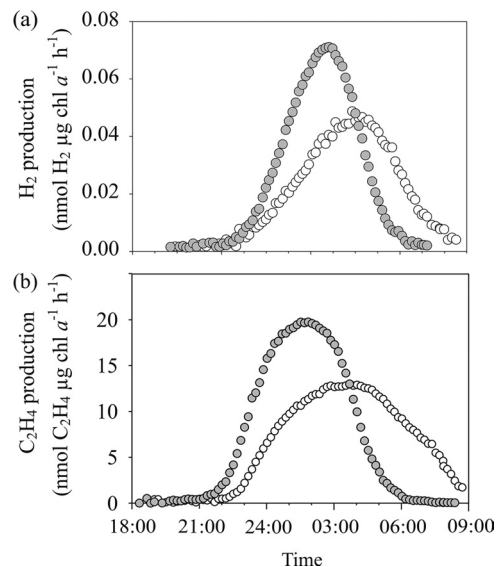 (a)
H₂ production
(nmol H₂ µg chl a⁻¹ h⁻¹)
0.08
0.06
0.04
0.02
0.00
(b)
C₂H₄ production
(nmol C₂H₄ µg chl a⁻¹ h⁻¹)
20
15
10
5
0
18:00 21:00 24:00 03:00 06:00 09:00
Time